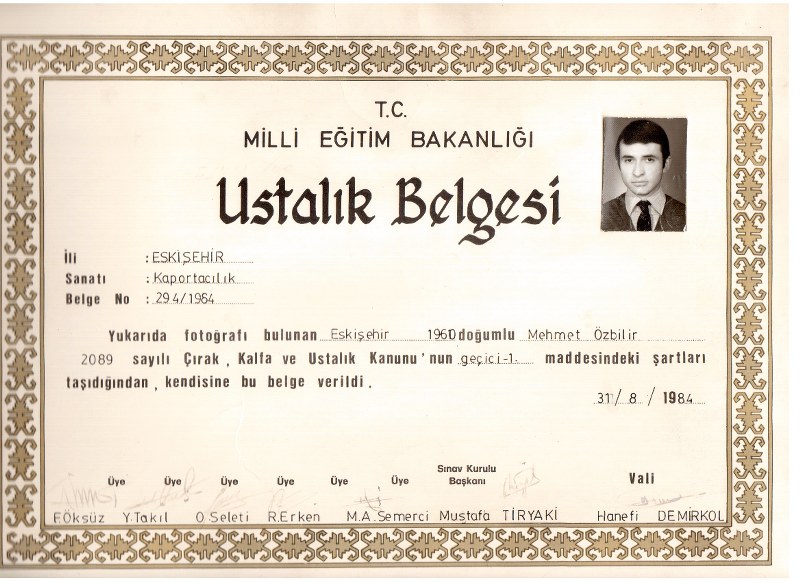 T.C.
MİLLİ EĞİTİM BAKANLIĞI
Ustalık Belgesi
İli : ESKİŞEHİR
Sanatı : Kaportacılık
Belge No : 294/1984
Yukarıda fotoğrafı bulunan Eskişehir 1960 doğumlu Mehmet Özbilir
2089 sayılı Çırak, Kalfa ve Ustalık Kanunu'nun geçici-1. maddesindeki şartları
taşıdığından, kendisine bu belge verildi.
31/ 8 / 1984
Üye Üye Üye Üye Üye Üye Sınav Kurulu Başkanı Vali
F.Öksüz Y.Takıl O.Seleti R.Erken M.A.Semerci Mustafa TİRYAKİ Hanefi DEMİRKOL